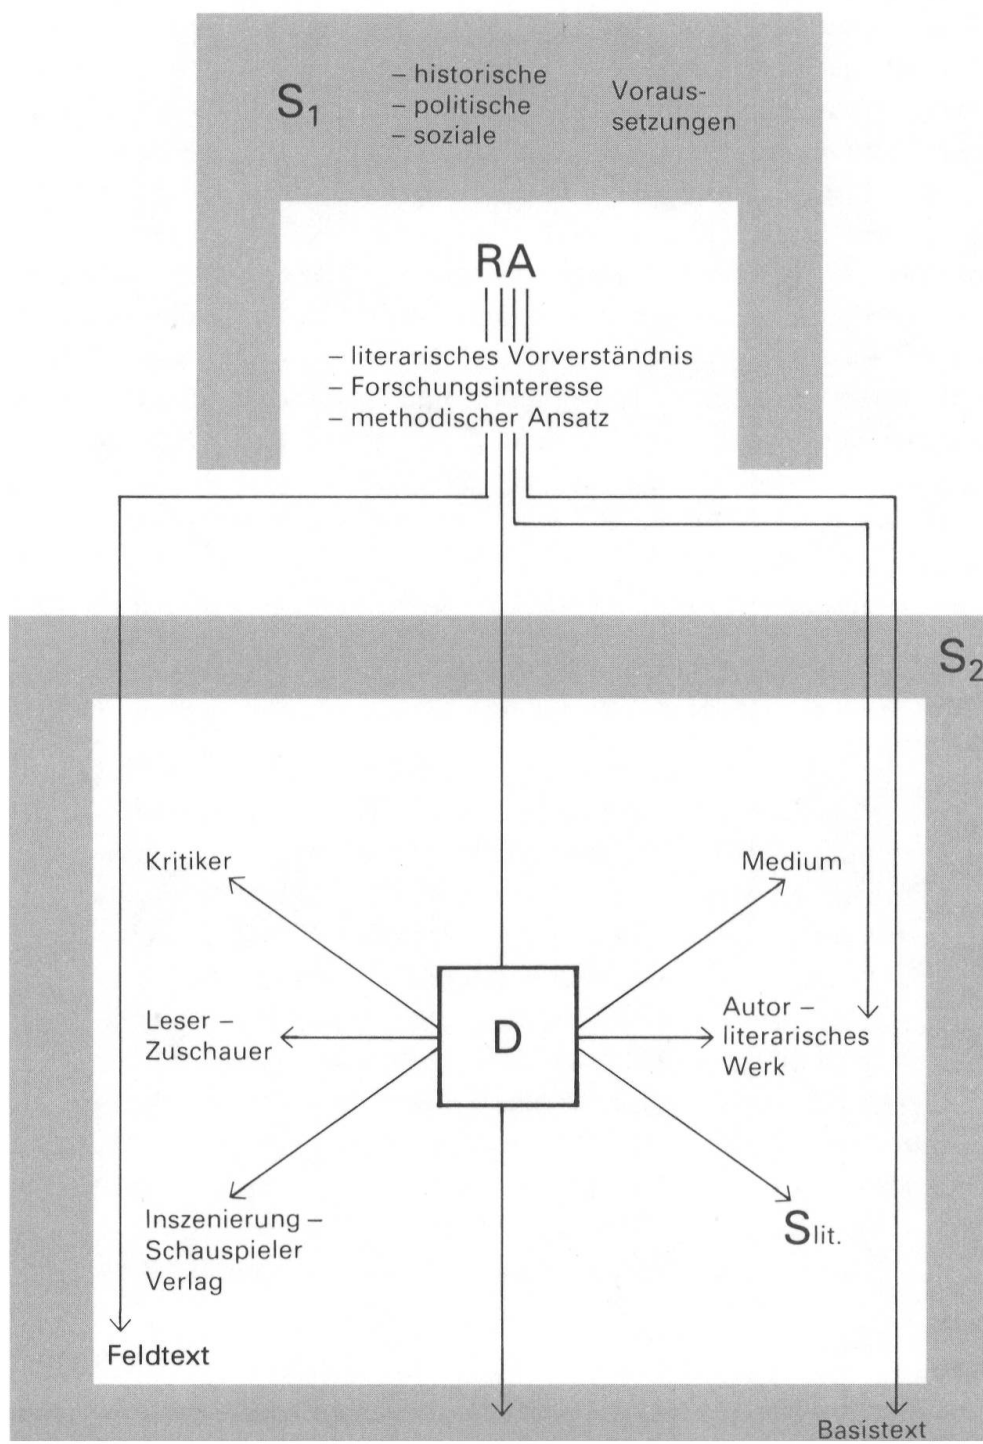 S₁
– historische
– politische
– soziale
Voraus-
setzungen
RA
– literarisches Vorverständnis
– Forschungsinteresse
– methodischer Ansatz
S₂
Kritiker
Medium
D
Leser –
Zuschauer
Autor –
literarisches
Werk
Inszenierung –
Schauspieler
Verlag
Slit.
Feldtext
Basistext